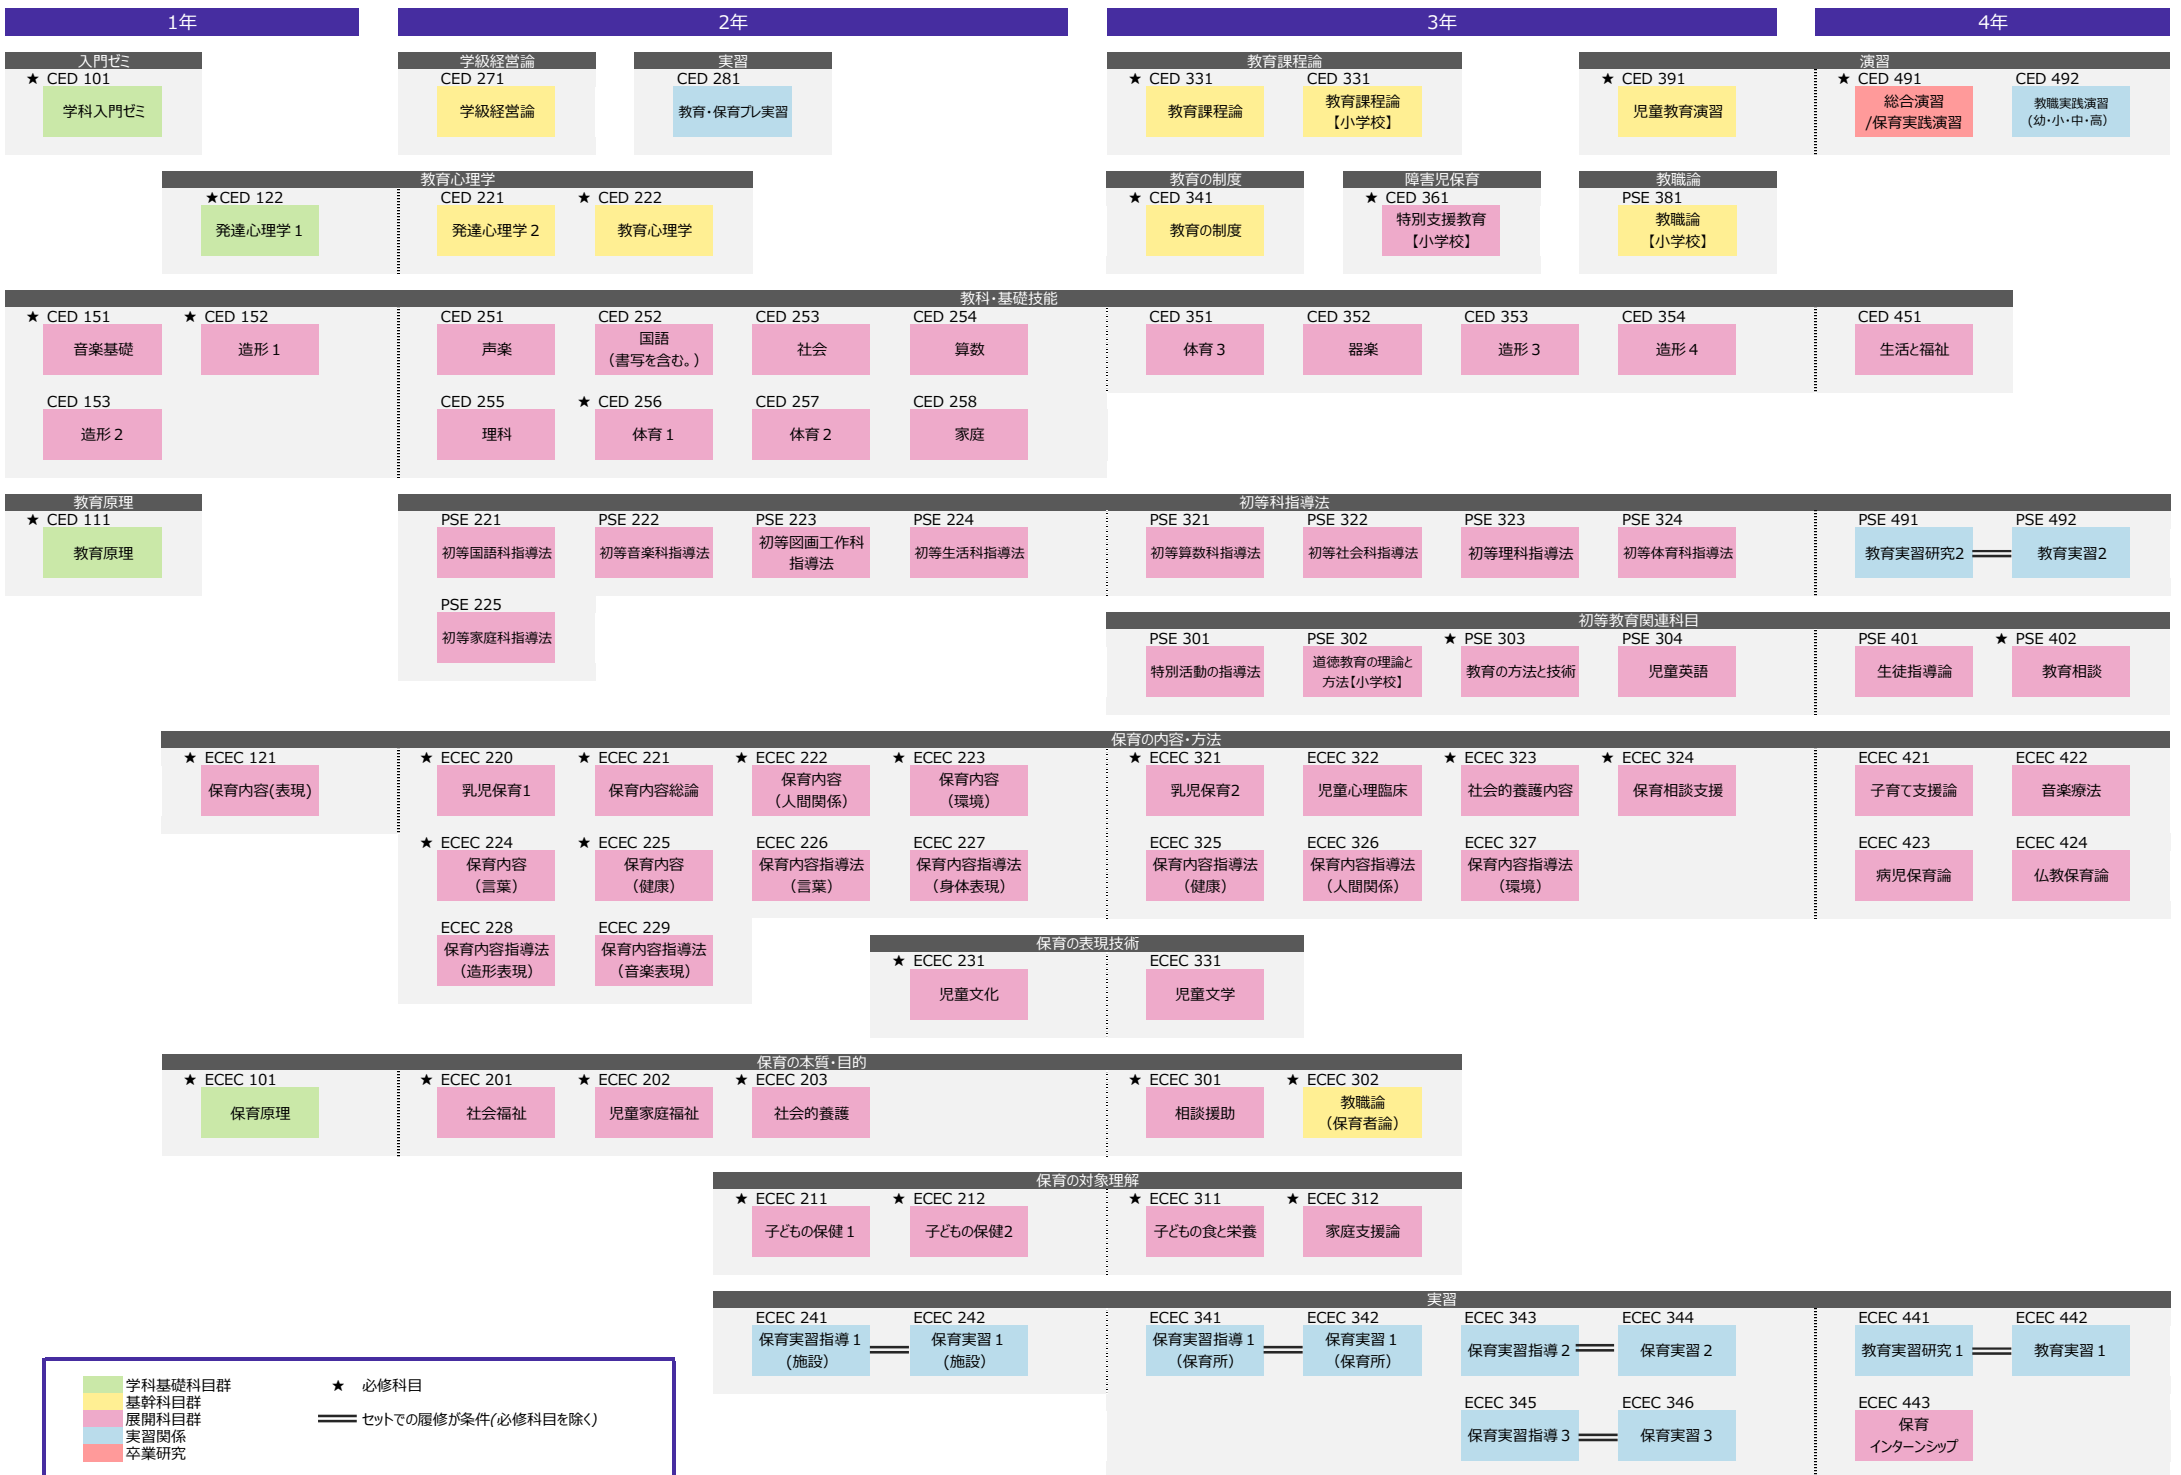 1年
2年
3年
4年
入門ゼミ
学級経営論
実習
教育課程論
演習
★ CED 101
CED 271
CED 281
★ CED 331
CED 331
★ CED 391
★ CED 491
CED 492
学科入門ゼミ
学級経営論
教育・保育プレ実習
教育課程論
教育課程論
【小学校】
児童教育演習
総合演習
/保育実践演習
教職実践演習
(幼・小・中・高)
教育心理学
教育の制度
障害児保育
教職論
★CED 122
CED 221
★ CED 222
★ CED 341
★ CED 361
PSE 381
発達心理学1
発達心理学2
教育心理学
教育の制度
特別支援教育
【小学校】
教職論
【小学校】
教科・基礎技能
★ CED 151
★ CED 152
CED 251
CED 252
CED 253
CED 254
CED 351
CED 352
CED 353
CED 354
CED 451
音楽基礎
造形1
声楽
国語
（書写を含む。）
社会
算数
体育3
器楽
造形3
造形4
生活と福祉
CED 153
CED 255
★ CED 256
CED 257
CED 258
造形2
理科
体育1
体育2
家庭
教育原理
初等科指導法
★ CED 111
PSE 221
PSE 222
PSE 223
PSE 224
PSE 321
PSE 322
PSE 323
PSE 324
PSE 491
PSE 492
教育原理
初等国語科指導法
初等音楽科指導法
初等図画工作科
指導法
初等生活科指導法
初等算数科指導法
初等社会科指導法
初等理科指導法
初等体育科指導法
教育実習研究2
教育実習2
PSE 225
初等家庭科指導法
初等教育関連科目
PSE 301
PSE 302
★ PSE 303
PSE 304
PSE 401
★ PSE 402
特別活動の指導法
道徳教育の理論と
方法【小学校】
教育の方法と技術
児童英語
生徒指導論
教育相談
保育の内容・方法
★ ECEC 121
★ ECEC 220
★ ECEC 221
★ ECEC 222
★ ECEC 223
★ ECEC 321
ECEC 322
★ ECEC 323
★ ECEC 324
ECEC 421
ECEC 422
保育内容(表現)
乳児保育1
保育内容総論
保育内容
（人間関係）
保育内容
（環境）
乳児保育2
児童心理臨床
社会的養護内容
保育相談支援
子育て支援論
音楽療法
★ ECEC 224
★ ECEC 225
ECEC 226
ECEC 227
ECEC 325
ECEC 326
ECEC 327
ECEC 423
ECEC 424
保育内容
（言葉）
保育内容
（健康）
保育内容指導法
（言葉）
保育内容指導法
（身体表現）
保育内容指導法
（健康）
保育内容指導法
（人間関係）
保育内容指導法
（環境）
病児保育論
仏教保育論
ECEC 228
ECEC 229
保育内容指導法
（造形表現）
保育内容指導法
（音楽表現）
保育の表現技術
★ ECEC 231
ECEC 331
児童文化
児童文学
保育の本質・目的
★ ECEC 101
★ ECEC 201
★ ECEC 202
★ ECEC 203
★ ECEC 301
★ ECEC 302
保育原理
社会福祉
児童家庭福祉
社会的養護
相談援助
教職論
（保育者論）
保育の対象理解
★ ECEC 211
★ ECEC 212
★ ECEC 311
★ ECEC 312
子どもの保健1
子どもの保健2
子どもの食と栄養
家庭支援論
実習
ECEC 241
ECEC 242
ECEC 341
ECEC 342
ECEC 343
ECEC 344
ECEC 441
ECEC 442
保育実習指導1
(施設）
保育実習1
(施設）
保育実習指導1
（保育所）
保育実習1
（保育所）
保育実習指導2
保育実習2
教育実習研究1
教育実習1
ECEC 345
ECEC 346
ECEC 443
保育実習指導3
保育実習3
保育
インターンシップ
学科基礎科目群
★ 必修科目
基幹科目群
展開科目群
セットでの履修が条件(必修科目を除く)
実習関係
卒業研究